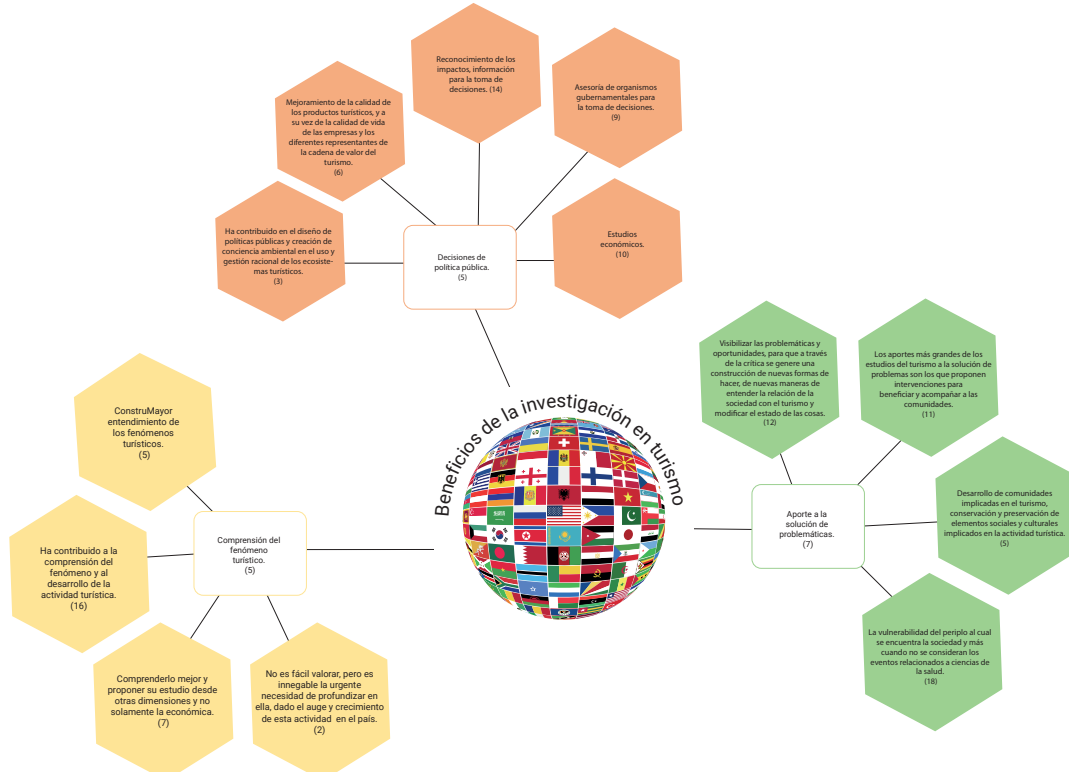 Reconocimiento de los
impactos, información
para la toma de
decisiones. (14)
Asesoría de organismos
gubernamentales para
la toma de decisiones.
(9)
Mejoramiento de la calidad de
los productos turísticos, y a
su vez de la calidad de vida
de las empresas y los
diferentes representantes de
la cadena de valor del
turismo.
(6)
Ha contribuido en el diseño de
políticas públicas y creación de
conciencia ambiental en el uso y
gestión racional de los ecosiste-
mas turísticos.
(3)
Decisiones de
política pública.
(5)
Estudios
económicos.
(10)
Visibilizar las problemáticas y
oportunidades, para que a través
de la crítica se genere una
construcción de nuevas formas de
hacer, de nuevas maneras de
entender la relación de la
sociedad con el turismo y
modificar el estado de las cosas.
(12)
Los aportes más grandes de los
estudios del turismo a la solución de
problemas son los que proponen
intervenciones para
beneficiar y acompañar a las
comunidades.
(11)
Beneficios de la investigación en turismo
ConstruMayor
entendimiento de
los fenómenos
turísticos.
(5)
Comprensión del
fenómeno
turístico.
(5)
Ha contribuido a la
comprensión del
fenómeno y al
desarrollo de la
actividad turística.
(16)
Comprenderlo mejor y
proponer su estudio desde
otras dimensiones y no
solamente la económica.
(7)
No es fácil valorar, pero es
innegable la urgente
necesidad de profundizar en
ella, dado el auge y crecimiento
de esta actividad en el país.
(2)
Aporte a la
solución de
problemáticas.
(7)
Desarrollo de comunidades
implicadas en el turismo,
conservación y preservación de
elementos sociales y culturales
implicados en la actividad turística.
(5)
La vulnerabilidad del periplo al cual
se encuentra la sociedad y más
cuando no se consideran los
eventos relacionados a ciencias de
la salud.
(18)